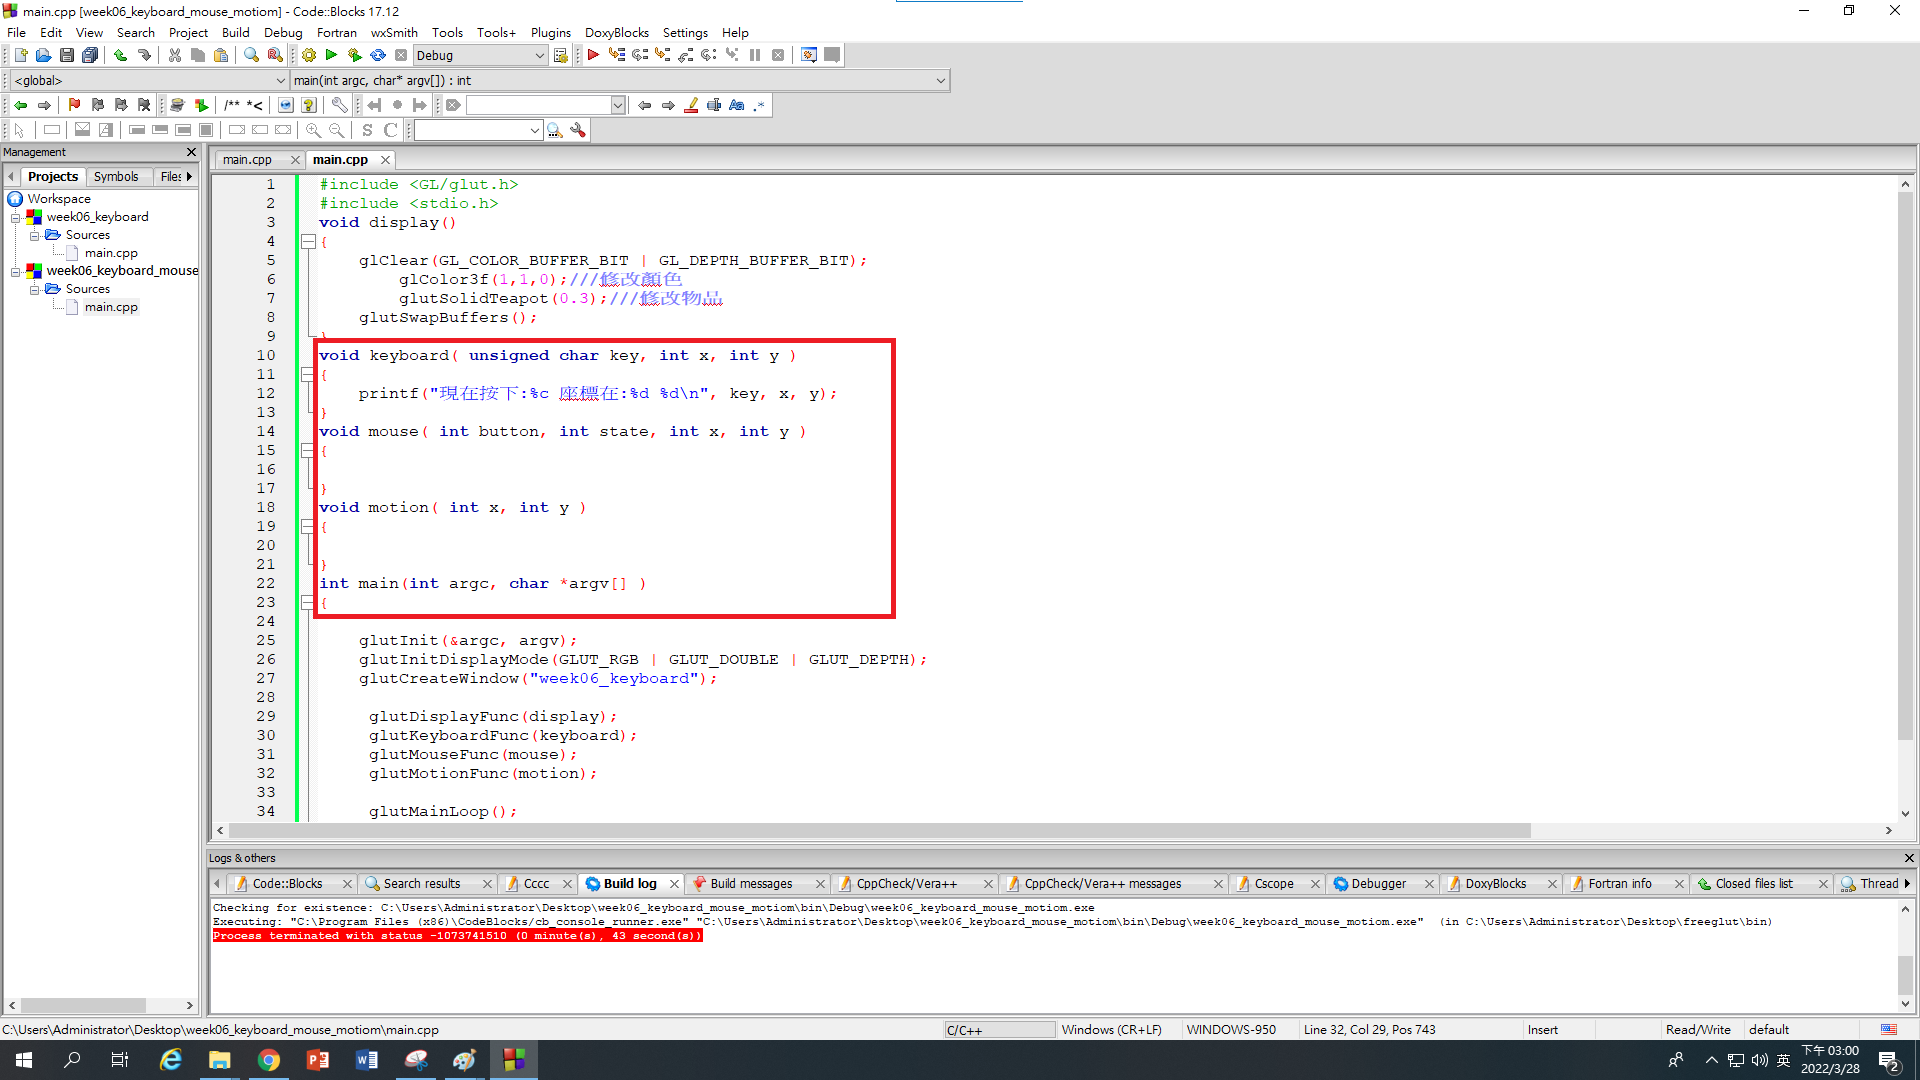 main.cpp [week06_keyboard_mouse_motiom] - Code::Blocks 17.12
File Edit View Search Project Build Debug Fortran wxSmith Tools Tools+ Plugins DoxyBlocks Settings Help
Debug
<global> main(int argc, char* argv[]) : int
/** *<
S C
Management
Projects Symbols Files
Workspace
week06_keyboard
Sources
main.cpp
week06_keyboard_mouse
Sources
main.cpp
main.cpp main.cpp
1 #include <GL/glut.h>
2 #include <stdio.h>
3 void display()
4 {
5 glClear(GL_COLOR_BUFFER_BIT | GL_DEPTH_BUFFER_BIT);
6 glColor3f(1,1,0);///修改顏色
7 glutSolidTeapot(0.3);///修改物品
8 glutSwapBuffers();
9 }
10 void keyboard( unsigned char key, int x, int y )
11 {
12 printf("現在按下:%c 座標在:%d %d\n", key, x, y);
13 }
14 void mouse( int button, int state, int x, int y )
15 {
16
17 }
18 void motion( int x, int y )
19 {
20
21 }
22 int main(int argc, char *argv[] )
23 {
24
25 glutInit(&argc, argv);
26 glutInitDisplayMode(GLUT_RGB | GLUT_DOUBLE | GLUT_DEPTH);
27 glutCreateWindow("week06_keyboard");
28
29 glutDisplayFunc(display);
30 glutKeyboardFunc(keyboard);
31 glutMouseFunc(mouse);
32 glutMotionFunc(motion);
33
34 glutMainLoop();
Logs & others
Code::Blocks Search results Cccc Build log Build messages CppCheck/Vera++ CppCheck/Vera++ messages Cscope Debugger DoxyBlocks Fortran info Closed files list Thread
Checking for existence: C:\Users\Administrator\Desktop\week06_keyboard_mouse_motiom\bin\Debug\week06_keyboard_mouse_motiom.exe
Executing: "C:\Program Files (x86)\CodeBlocks/cb_console_runner.exe" "C:\Users\Administrator\Desktop\week06_keyboard_mouse_motiom\bin\Debug\week06_keyboard_mouse_motiom.exe" (in C:\Users\Administrator\Desktop\freeglut\bin)
Process terminated with status -1073741510 (0 minute(s), 43 second(s))
C:\Users\Administrator\Desktop\week06_keyboard_mouse_motiom\main.cpp C/C++ Windows (CR+LF) WINDOWS-950 Line 32, Col 29, Pos 743 Insert Read/Write default
英 下午 03:00
2022/3/28
2